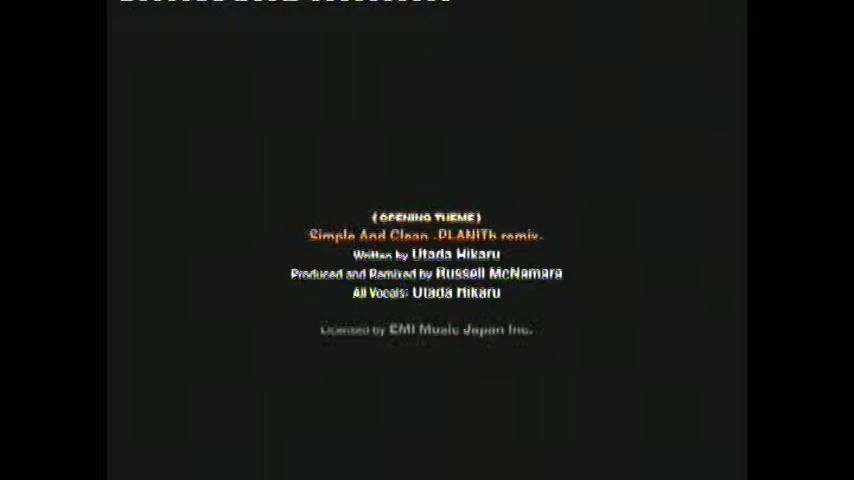 (OPENING THEME)
Simple And Clean -PLANITb remix-
Written by Utada Hikaru
Produced and Remixed by Russell McNamara
All Vocals: Utada Hikaru
Licensed by EMI Music Japan Inc.